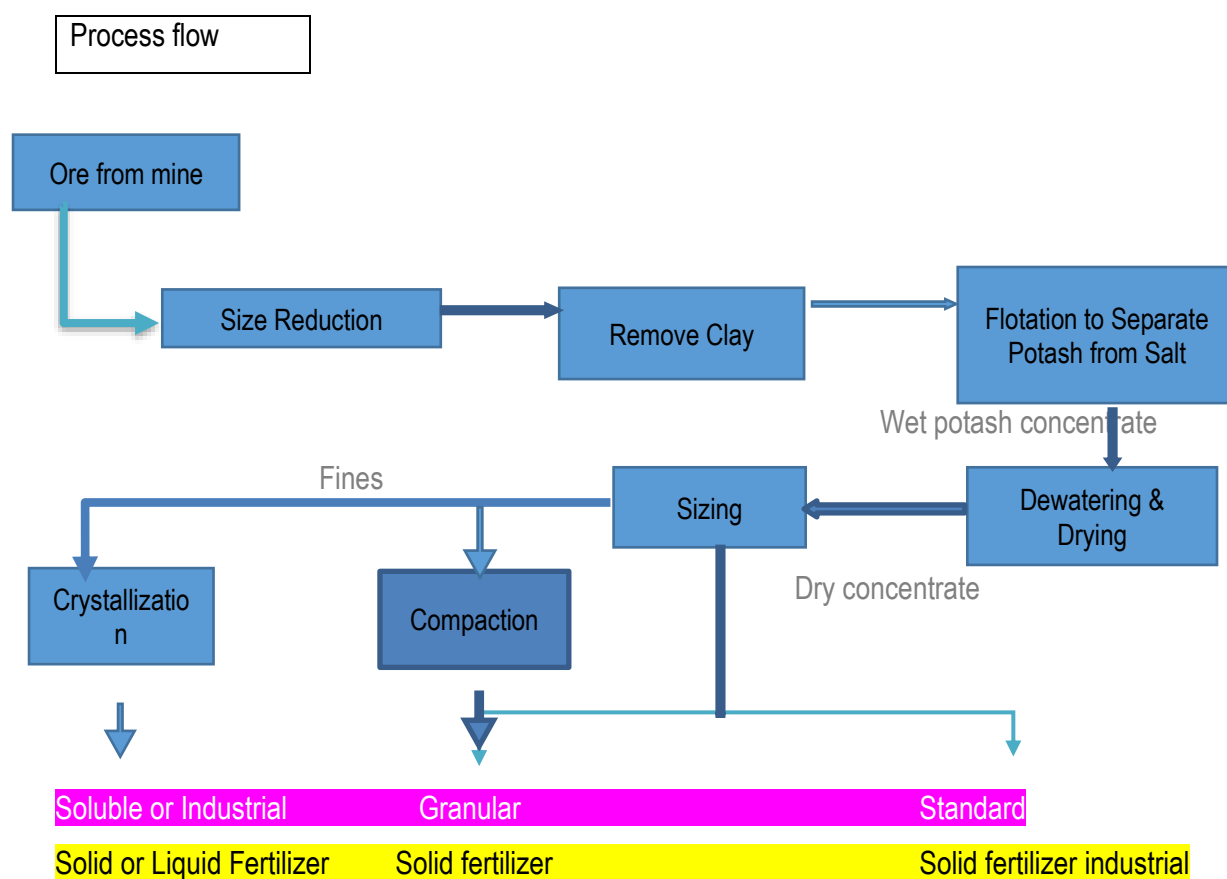 Process flow
Ore from mine
Size Reduction
Remove Clay
Flotation to Separate
Potash from Salt
Wet potash concentrate
Fines
Sizing
Dewatering &
Drying
Dry concentrate
Crystallizatio
n
Compaction
Soluble or Industrial Granular Standard
Solid or Liquid Fertilizer Solid fertilizer Solid fertilizer industrial